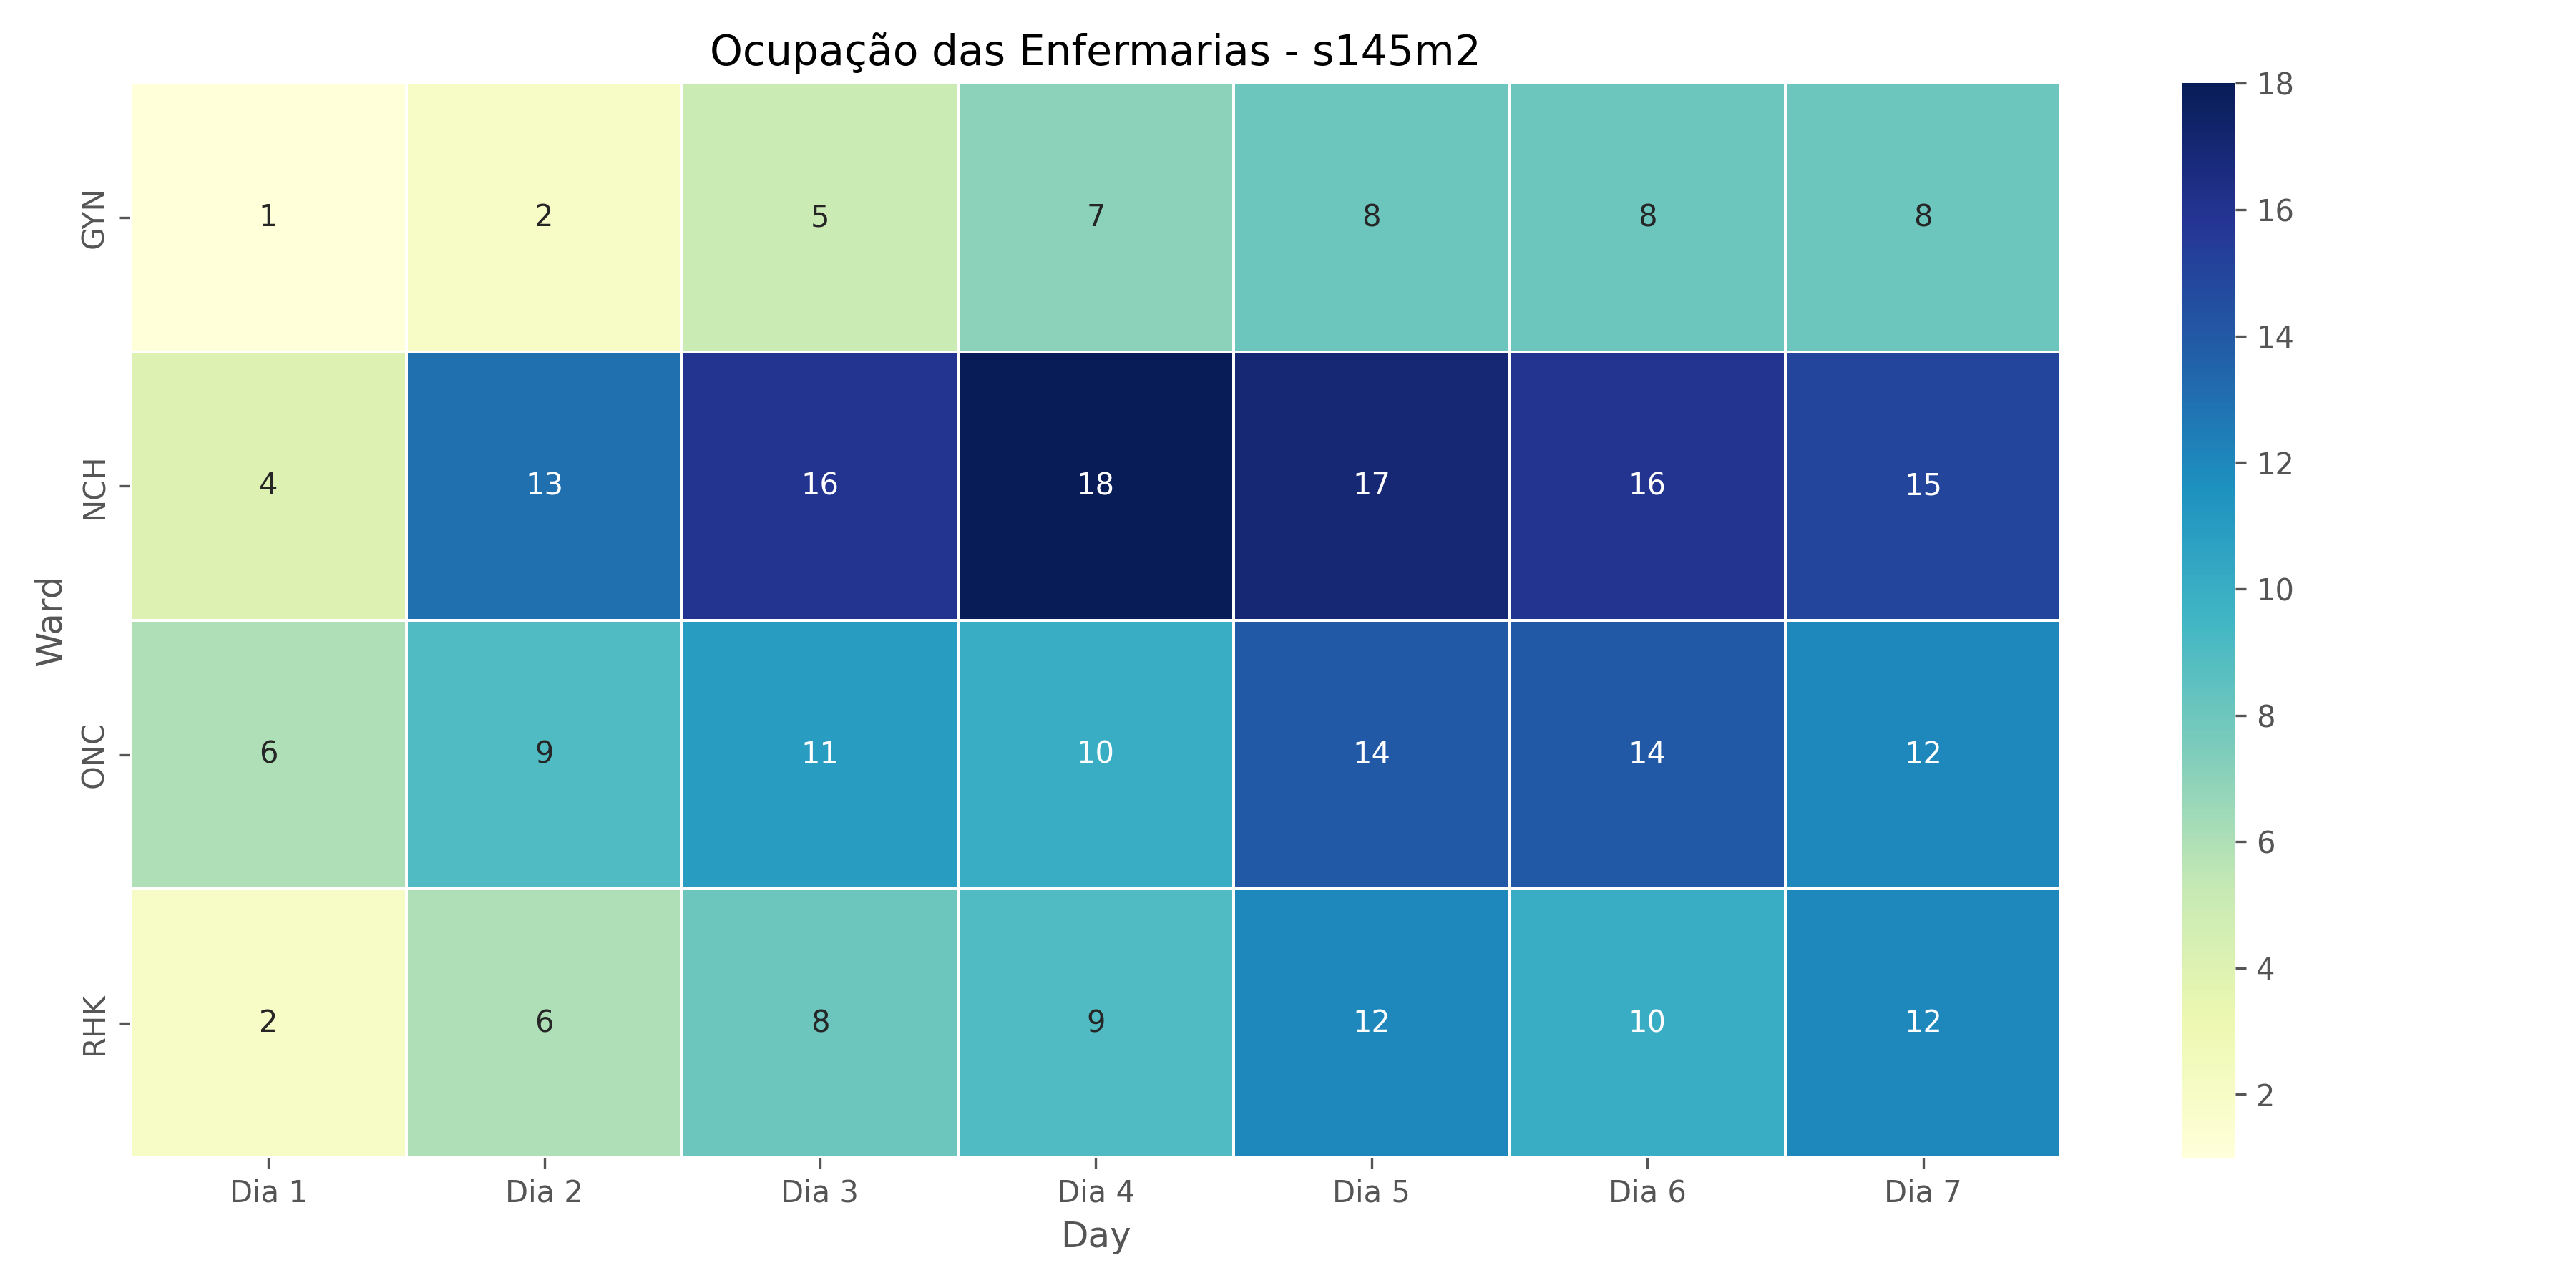 Ocupação das Enfermarias - s145m2
GYN 1 2 5 7 8 8 8
NCH 4 13 16 18 17 16 15
ONC 6 9 11 10 14 14 12
RHK 2 6 8 9 12 10 12
Ward
Dia 1 Dia 2 Dia 3 Dia 4 Dia 5 Dia 6 Dia 7
Day
18
16
14
12
10
8
6
4
2